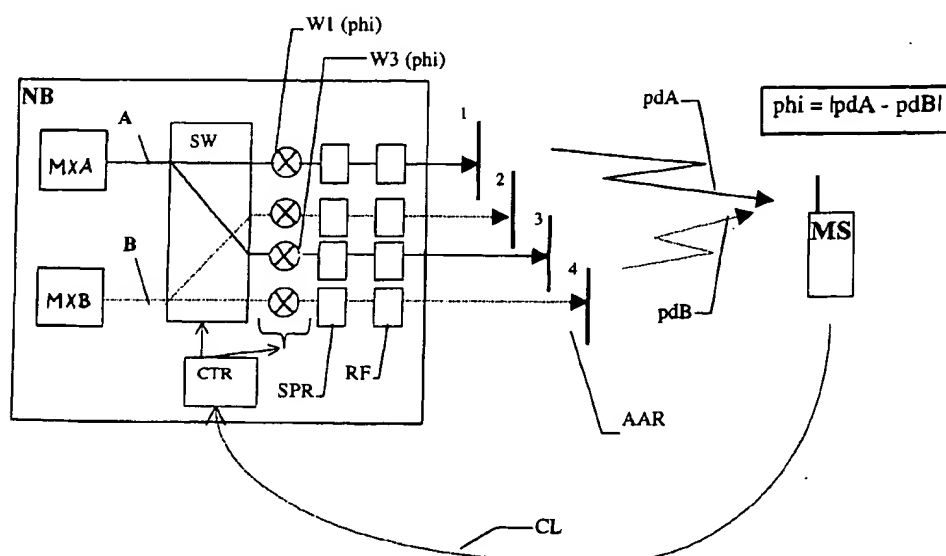 W1 (phi)
W3 (phi)
NB
A
SW
MXA
B
MXB
CTR
SPR
RF
1
2
3
4
pdA
pdB
phi = |pdA - pdB|
MS
AAR
CL